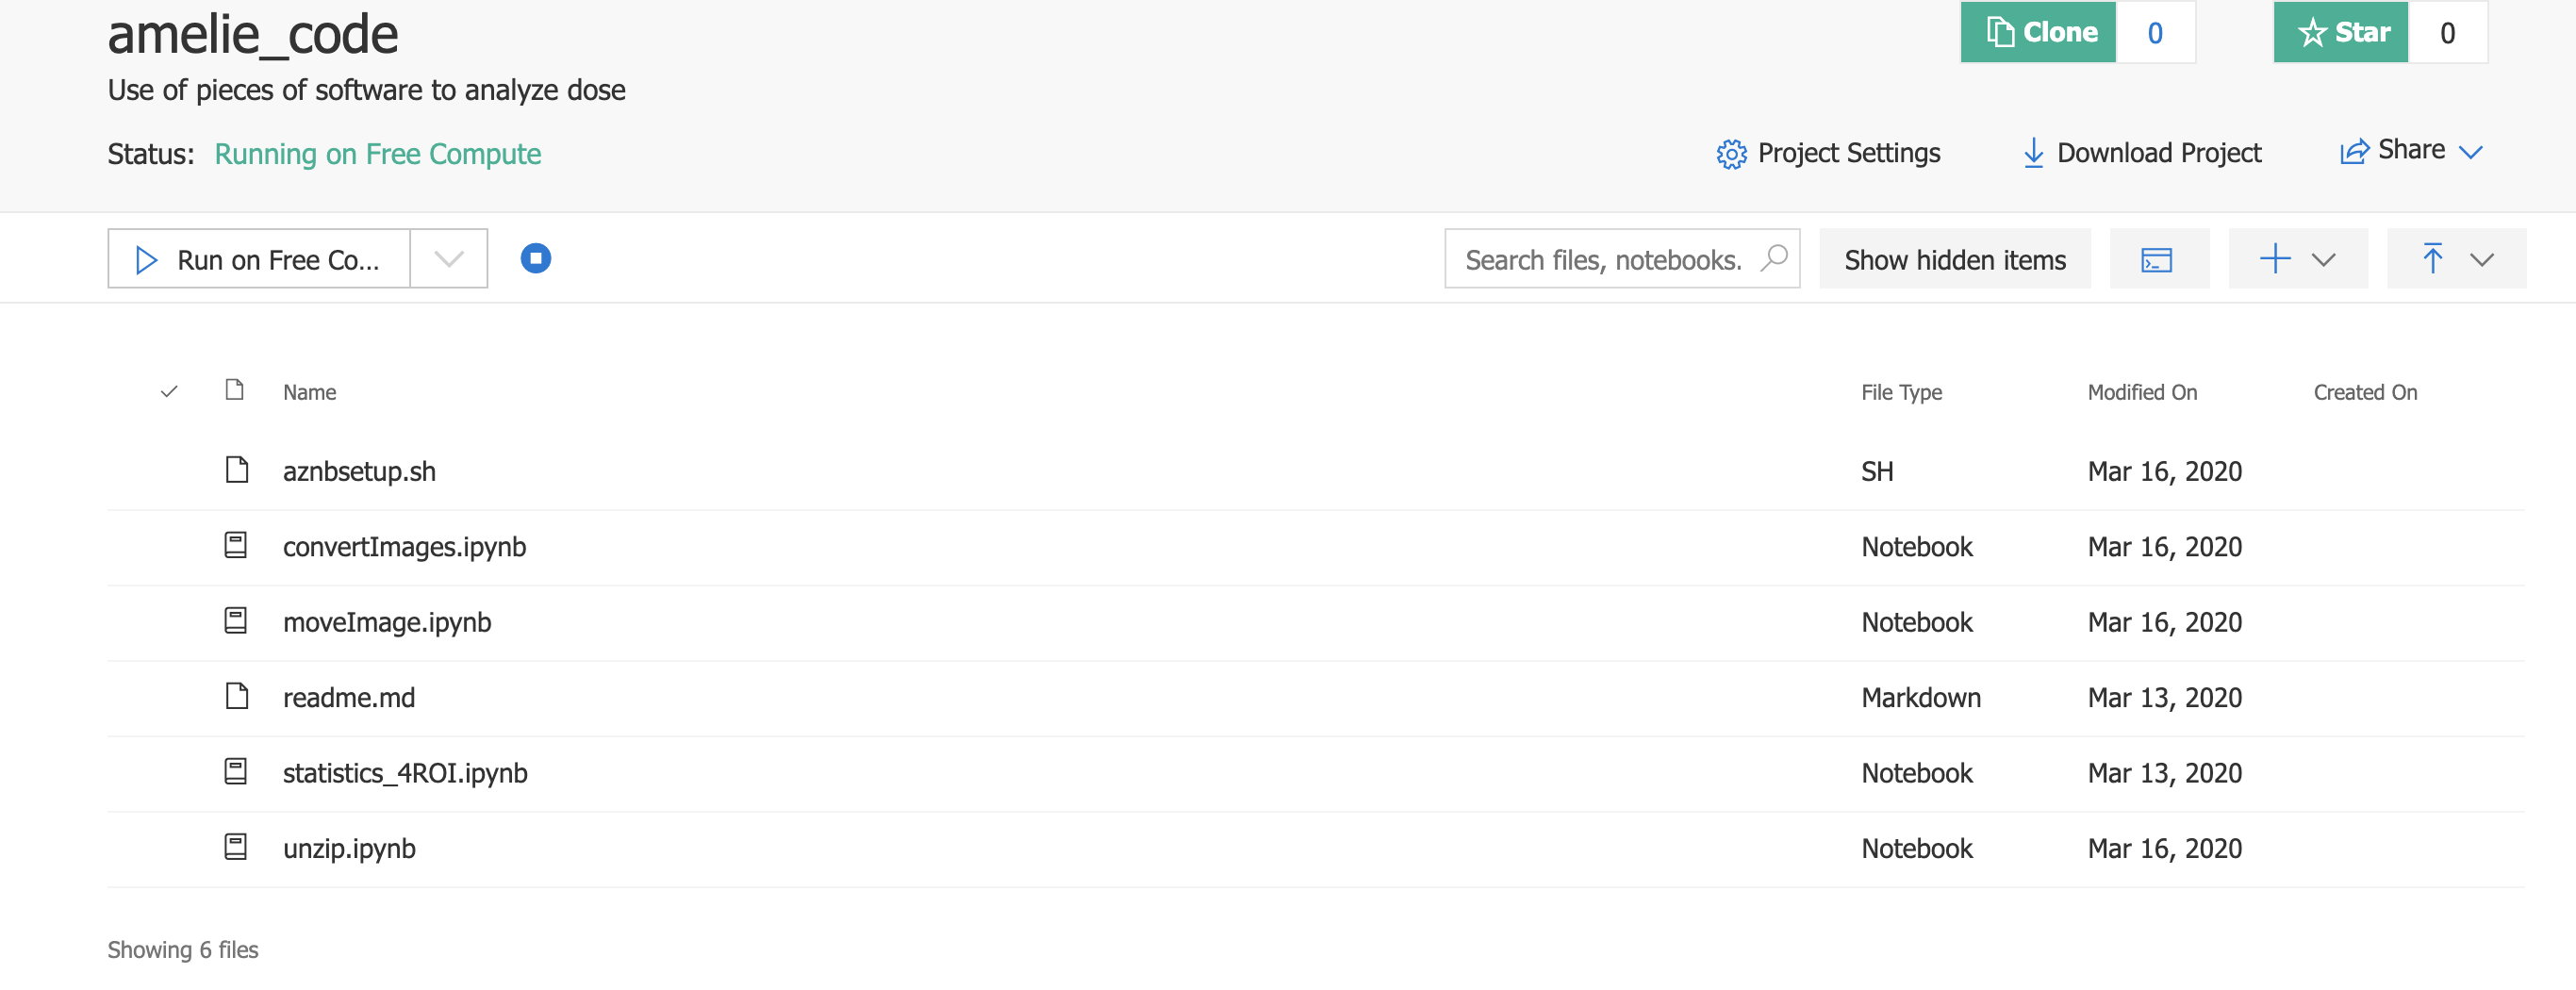 amelie_code
Clone 0
Star 0
Use of pieces of software to analyze dose
Status: Running on Free Compute
Project Settings
Download Project
Share
Run on Free Co...
Search files, notebooks.
Show hidden items
Name File Type Modified On Created On
aznbsetup.sh SH Mar 16, 2020
convertImages.ipynb Notebook Mar 16, 2020
moveImage.ipynb Notebook Mar 16, 2020
readme.md Markdown Mar 13, 2020
statistics_4ROI.ipynb Notebook Mar 13, 2020
unzip.ipynb Notebook Mar 16, 2020
Showing 6 files